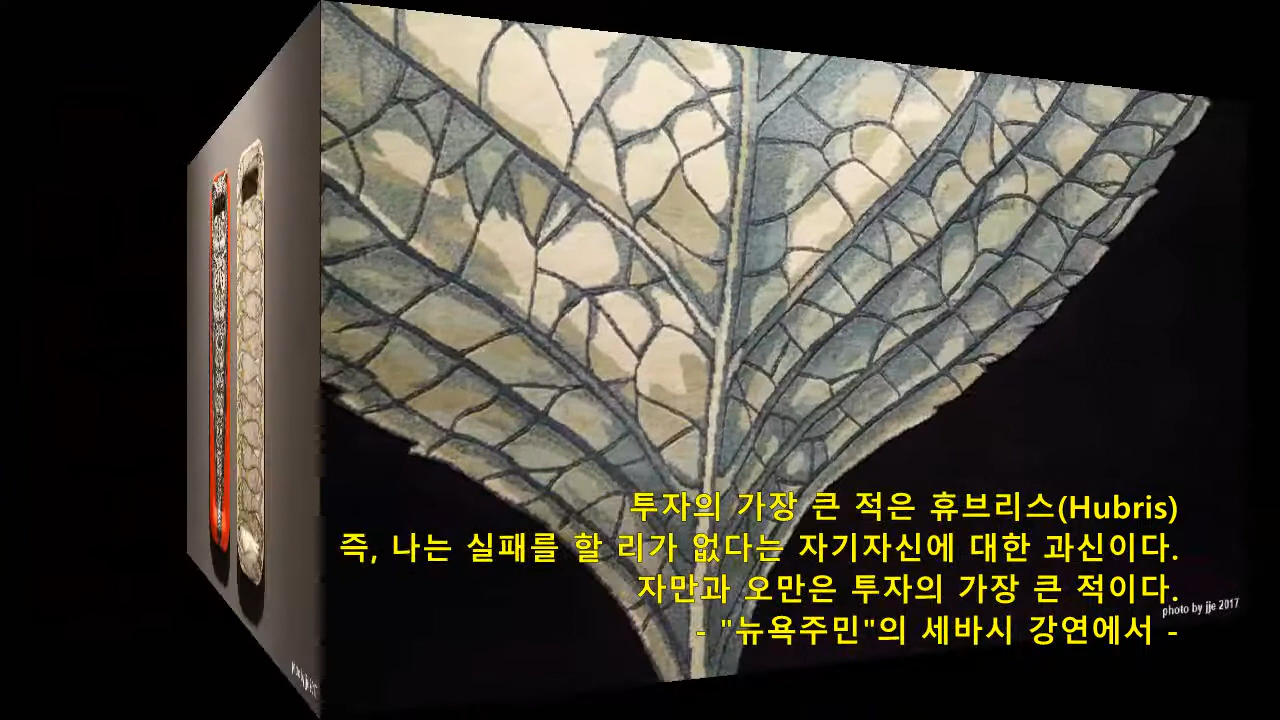 투자의 가장 큰 적은 휴브리스(Hubris)
즉, 나는 실패를 할 리가 없다는 자기자신에 대한 과신이다.
자만과 오만은 투자의 가장 큰 적이다.
- "뉴욕주민"의 세바시 강연에서 -
photo by jje 2017